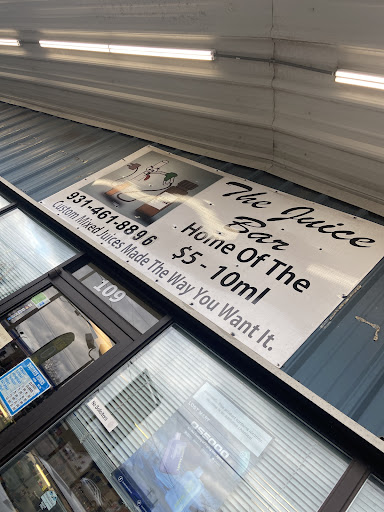 The Juice
Bar
Home Of The
$5 - 10ml
931-461-8896
Custom Mixed Juices Made The Way You Want It.
109